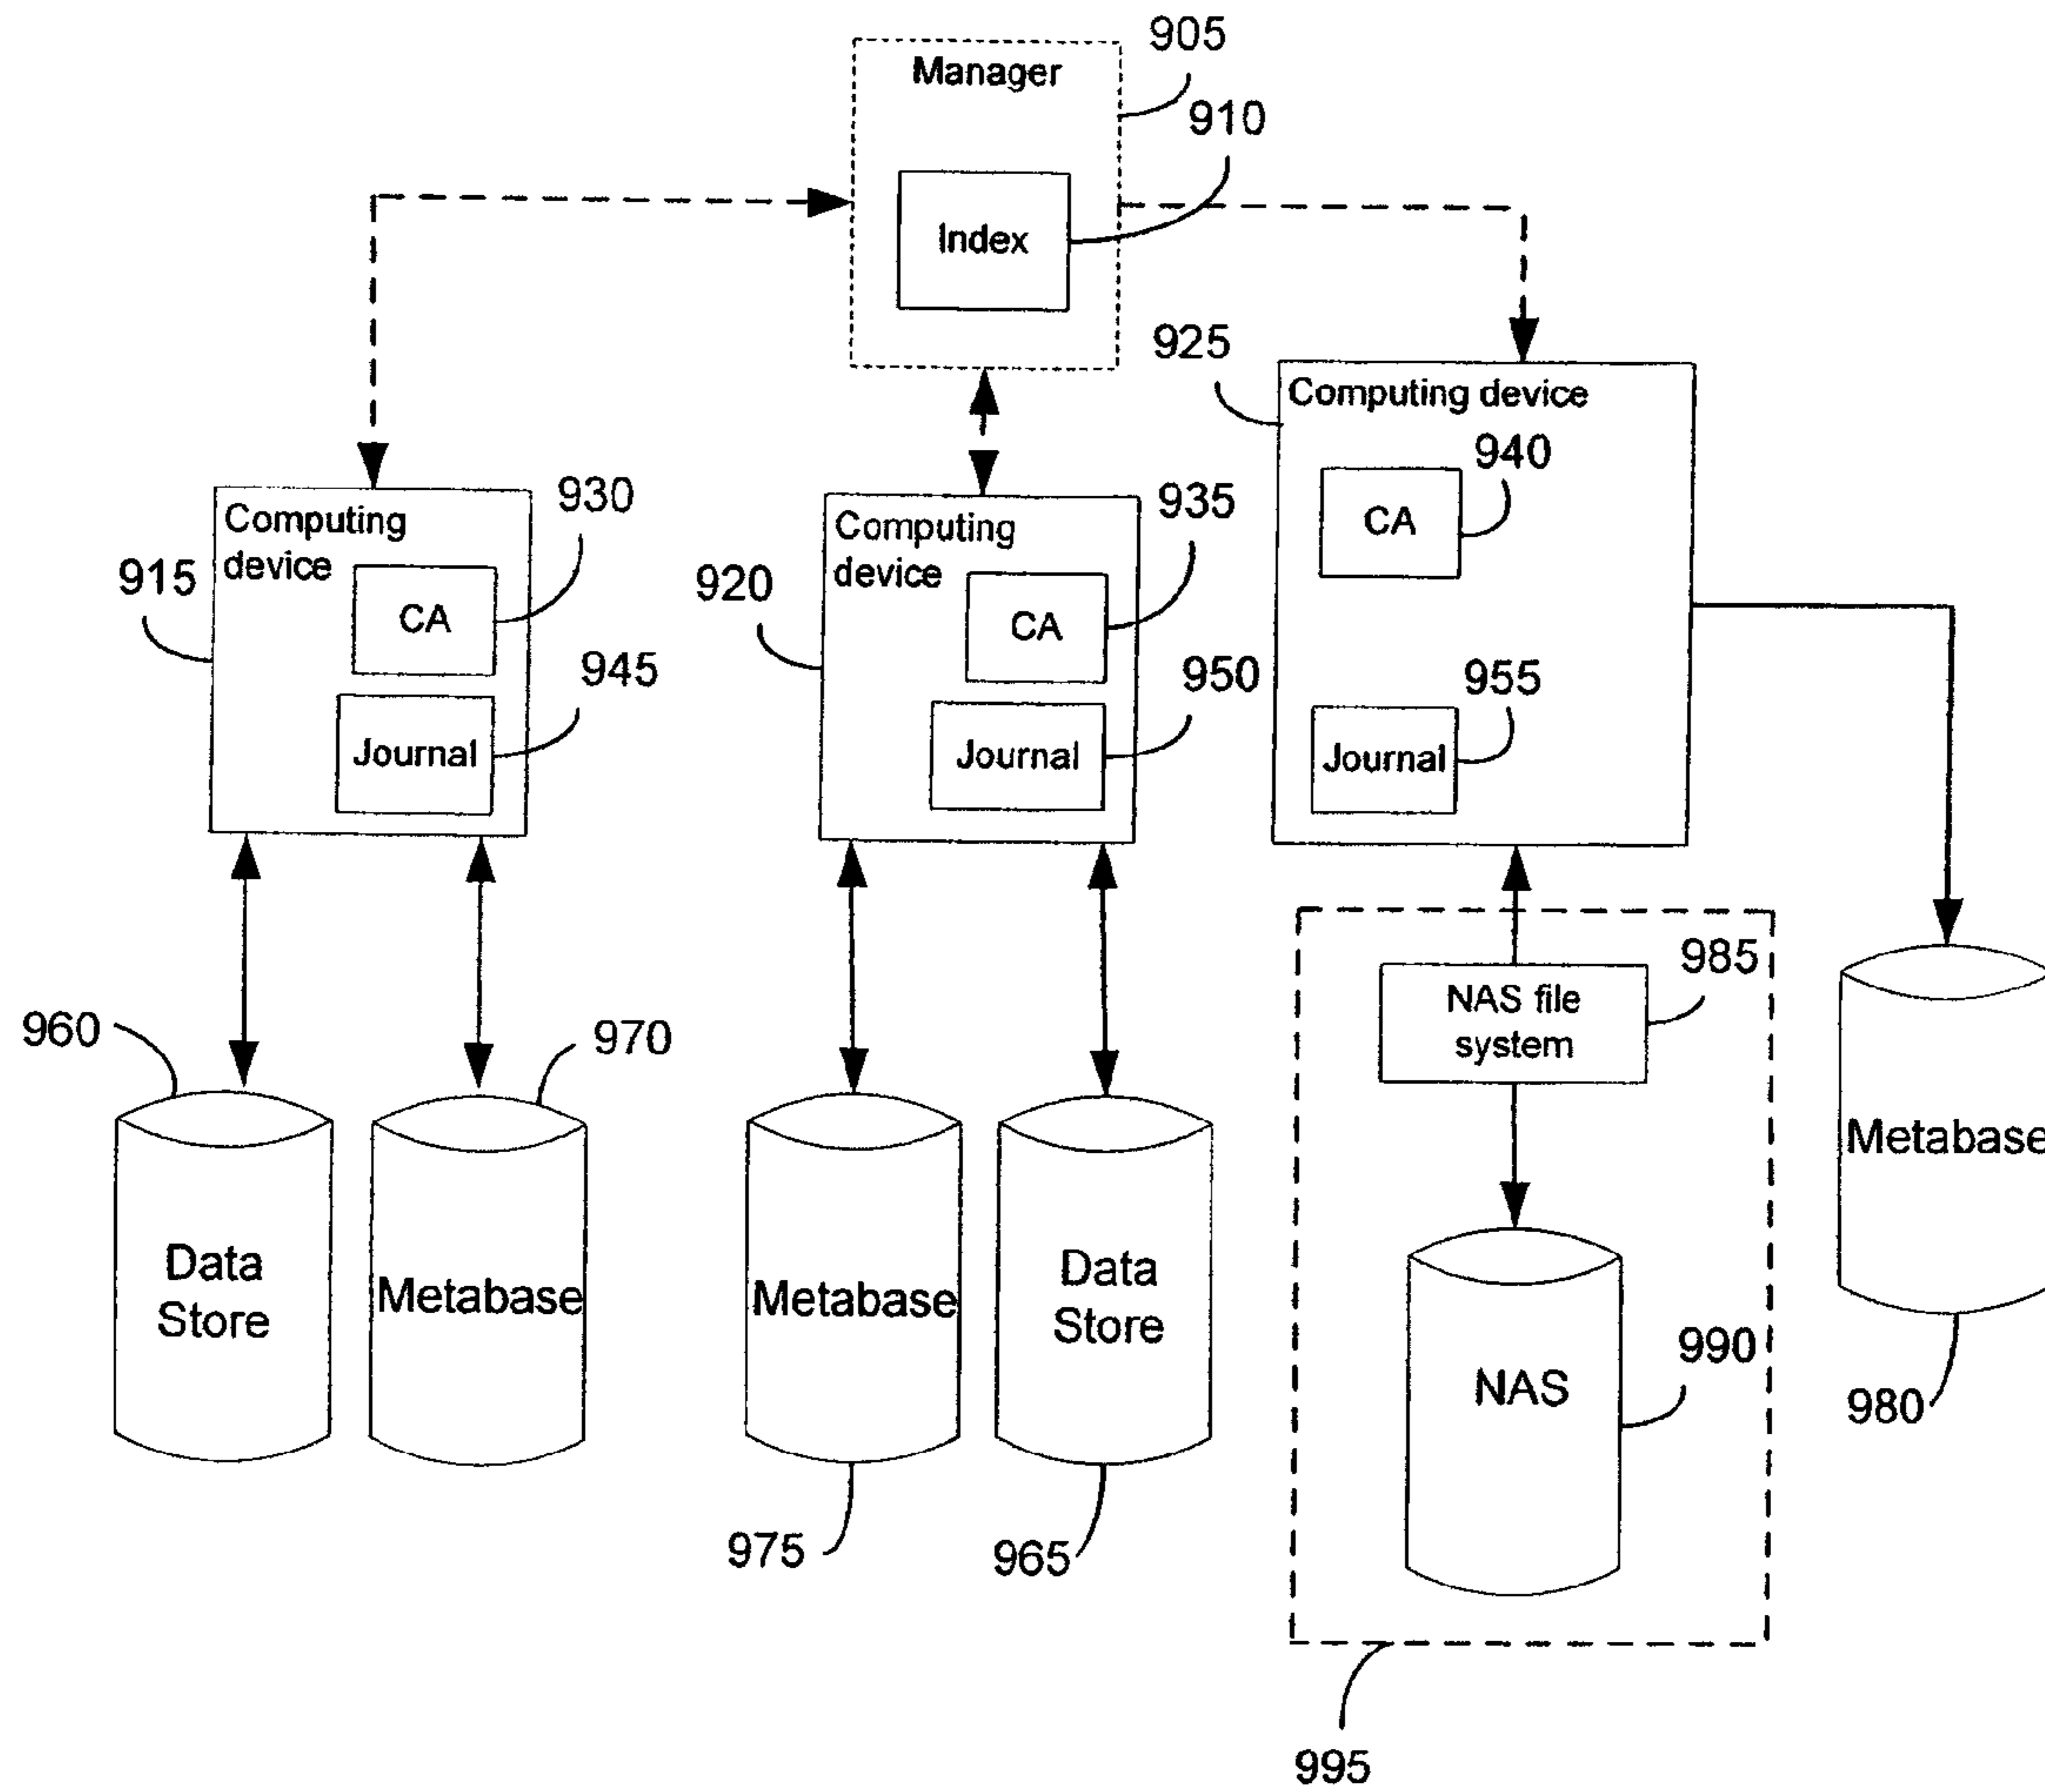 905
Manager
910
Index
925
Computing device
940
CA
955
Journal
930
Computing
device
915
CA
945
Journal
935
Computing
device
920
CA
950
Journal
985
NAS file
system
960
970
Data
Store
Metabase
Metabase
Data
Store
975
965
NAS
990
Metabase
980
995